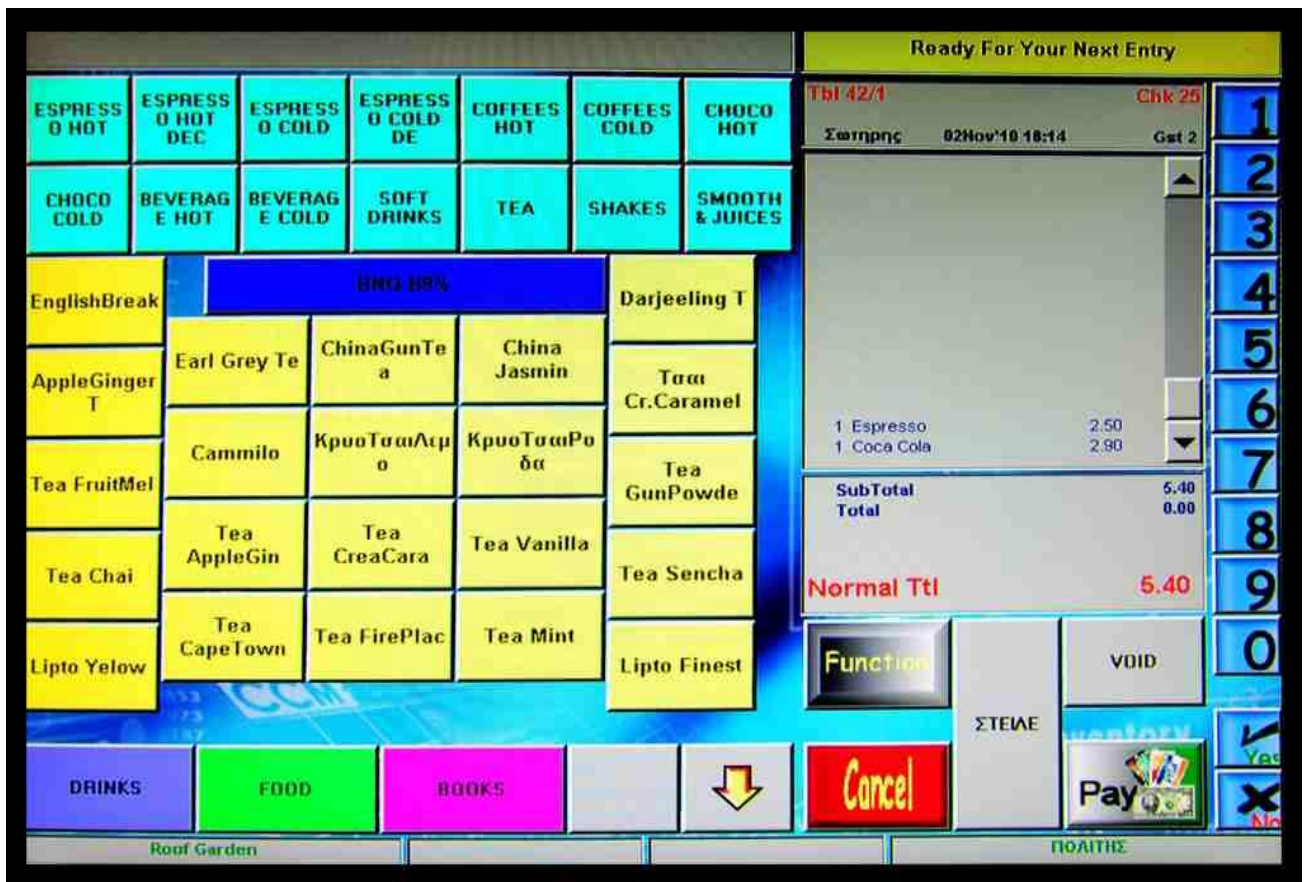 Ready For Your Next Entry
Tbl 42/1 Chk 25
Σωτηρης 02Nov'10 18:14 Gst 2
ESPRESS
O HOT
ESPRESS
O HOT
DEC
ESPRESS
O COLD
ESPRESS
O COLD
DE
COFFEES
HOT
COFFEES
COLD
CHOCO
HOT
CHOCO
COLD
BEVERAG
E HOT
BEVERAG
E COLD
SOFT
DRINKS
TEA
SHAKES
SMOOTH
& JUICES
EnglishBreak
AppleGinger
T
Tea FruitMel
Tea Chai
Lipto Yelow
Earl Grey Te
ChinaGunTe
a
China
Jasmin
Cammilo
ΚρυοΤσαιΛεμ
ο
ΚρυοΤσαιΡο
δα
Tea
AppleGin
Tea
CreaCara
Tea Vanilla
Tea
CapeTown
Tea FirePlac
Tea Mint
Darjeeling T
Τσαι
Cr.Caramel
Tea
GunPowde
Tea Sencha
Lipto Finest
1 Espresso 2.50
1 Coca Cola 2.90
SubTotal 5.40
Total 0.00
Normal Ttl 5.40
1
2
3
4
5
6
7
8
9
0
Function
ΣΤΕΙΛΕ
VOID
Cancel
Pay
Yes
No
DRINKS
FOOD
BOOKS
CCM
Roof Garden
ΠΟΛΙΤΗΣ